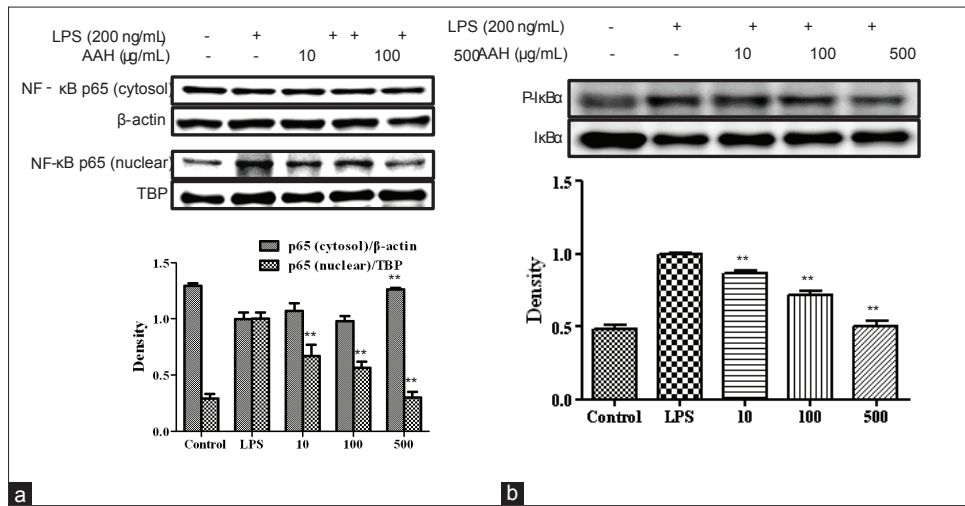 LPS (200 ng/mL) - + + + +
AAH (µg/mL) - - 10 100 500
NF - κB p65 (cytosol)
β-actin
NF-κB p65 (nuclear)
TBP
p65 (cytosol)/β-actin
p65 (nuclear)/TBP
1.5
1.0
0.5
0.0
Density
**
**
**
**
Control LPS 10 100 500
a
LPS (200 ng/mL) - + + + +
AAH (µg/mL) - - 10 100 500
P-IκBα
IκBα
1.5
1.0
0.5
0.0
Density
**
**
**
Control LPS 10 100 500
b